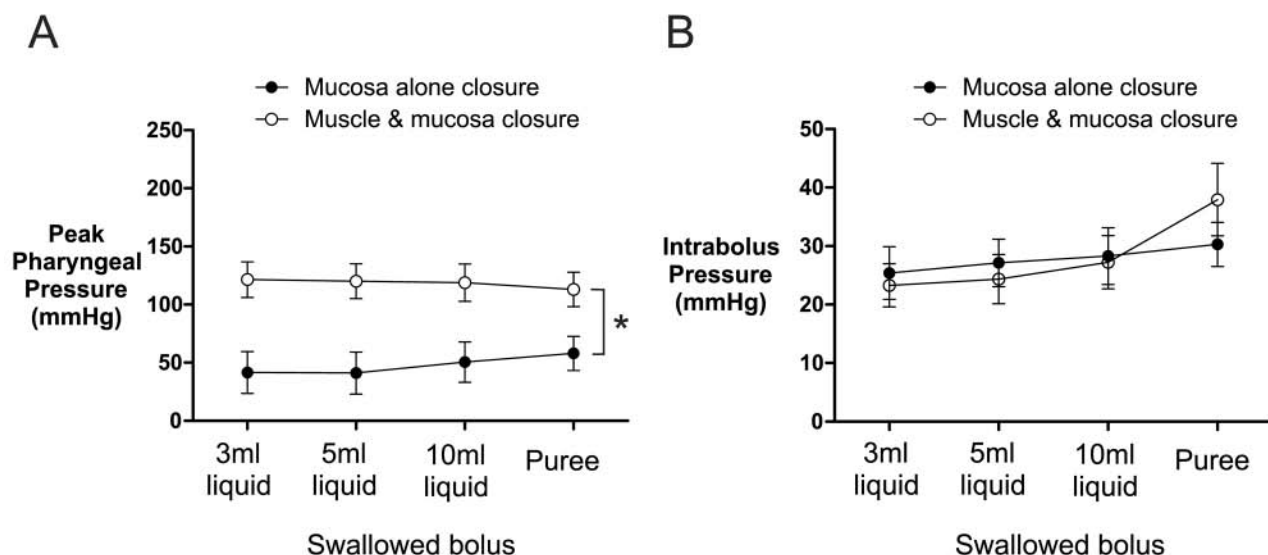 A
Mucosa alone closure
Muscle & mucosa closure
250
200
150
100
50
0
Peak
Pharyngeal
Pressure
(mmHg)
*
3ml
liquid
5ml
liquid
10ml
liquid
Puree
Swallowed bolus
B
Mucosa alone closure
Muscle & mucosa closure
50
40
30
20
10
0
Intrabolus
Pressure
(mmHg)
3ml
liquid
5ml
liquid
10ml
liquid
Puree
Swallowed bolus